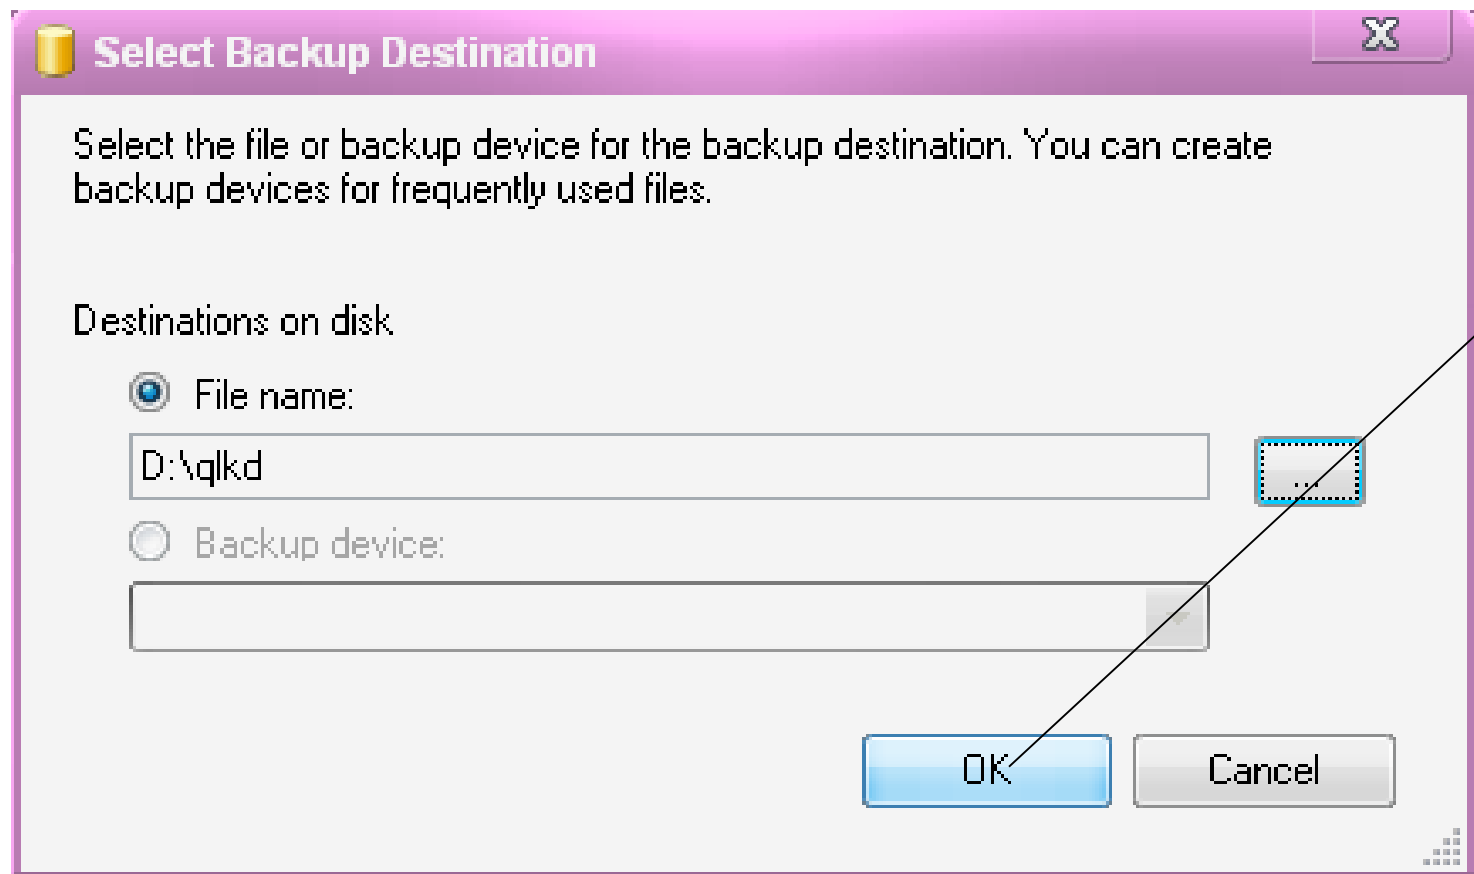 Select Backup Destination
Select the file or backup device for the backup destination. You can create
backup devices for frequently used files.
Destinations on disk
File name:
D:\qlkd
...
Backup device:
OK
Cancel